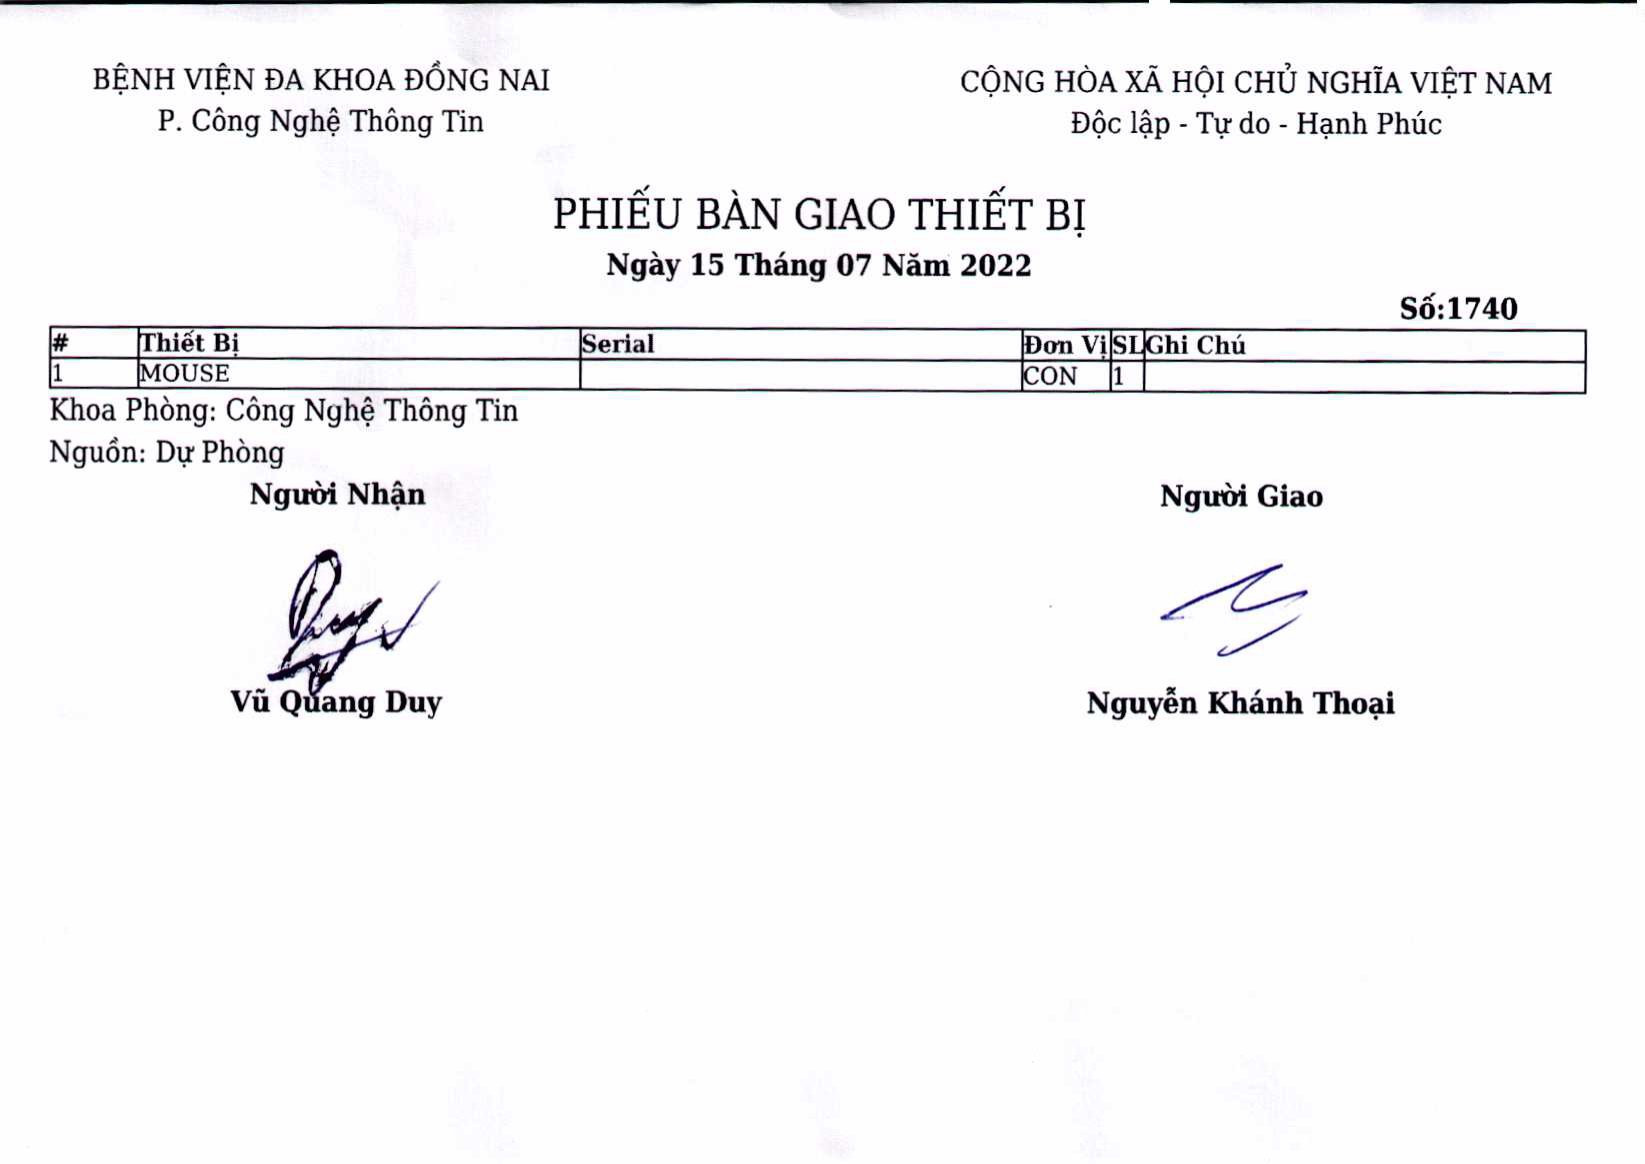 BỆNH VIỆN ĐA KHOA ĐỒNG NAI
P. Công Nghệ Thông Tin
CỘNG HÒA XÃ HỘI CHỦ NGHĨA VIỆT NAM
Độc lập - Tự do - Hạnh Phúc
PHIẾU BÀN GIAO THIẾT BỊ
Ngày 15 Tháng 07 Năm 2022
Số:1740
# Thiết Bị Serial Đơn Vị SL Ghi Chú
1 MOUSE CON 1
Khoa Phòng: Công Nghệ Thông Tin
Nguồn: Dự Phòng
Người Nhận Người Giao
Vũ Quang Duy Nguyễn Khánh Thoại